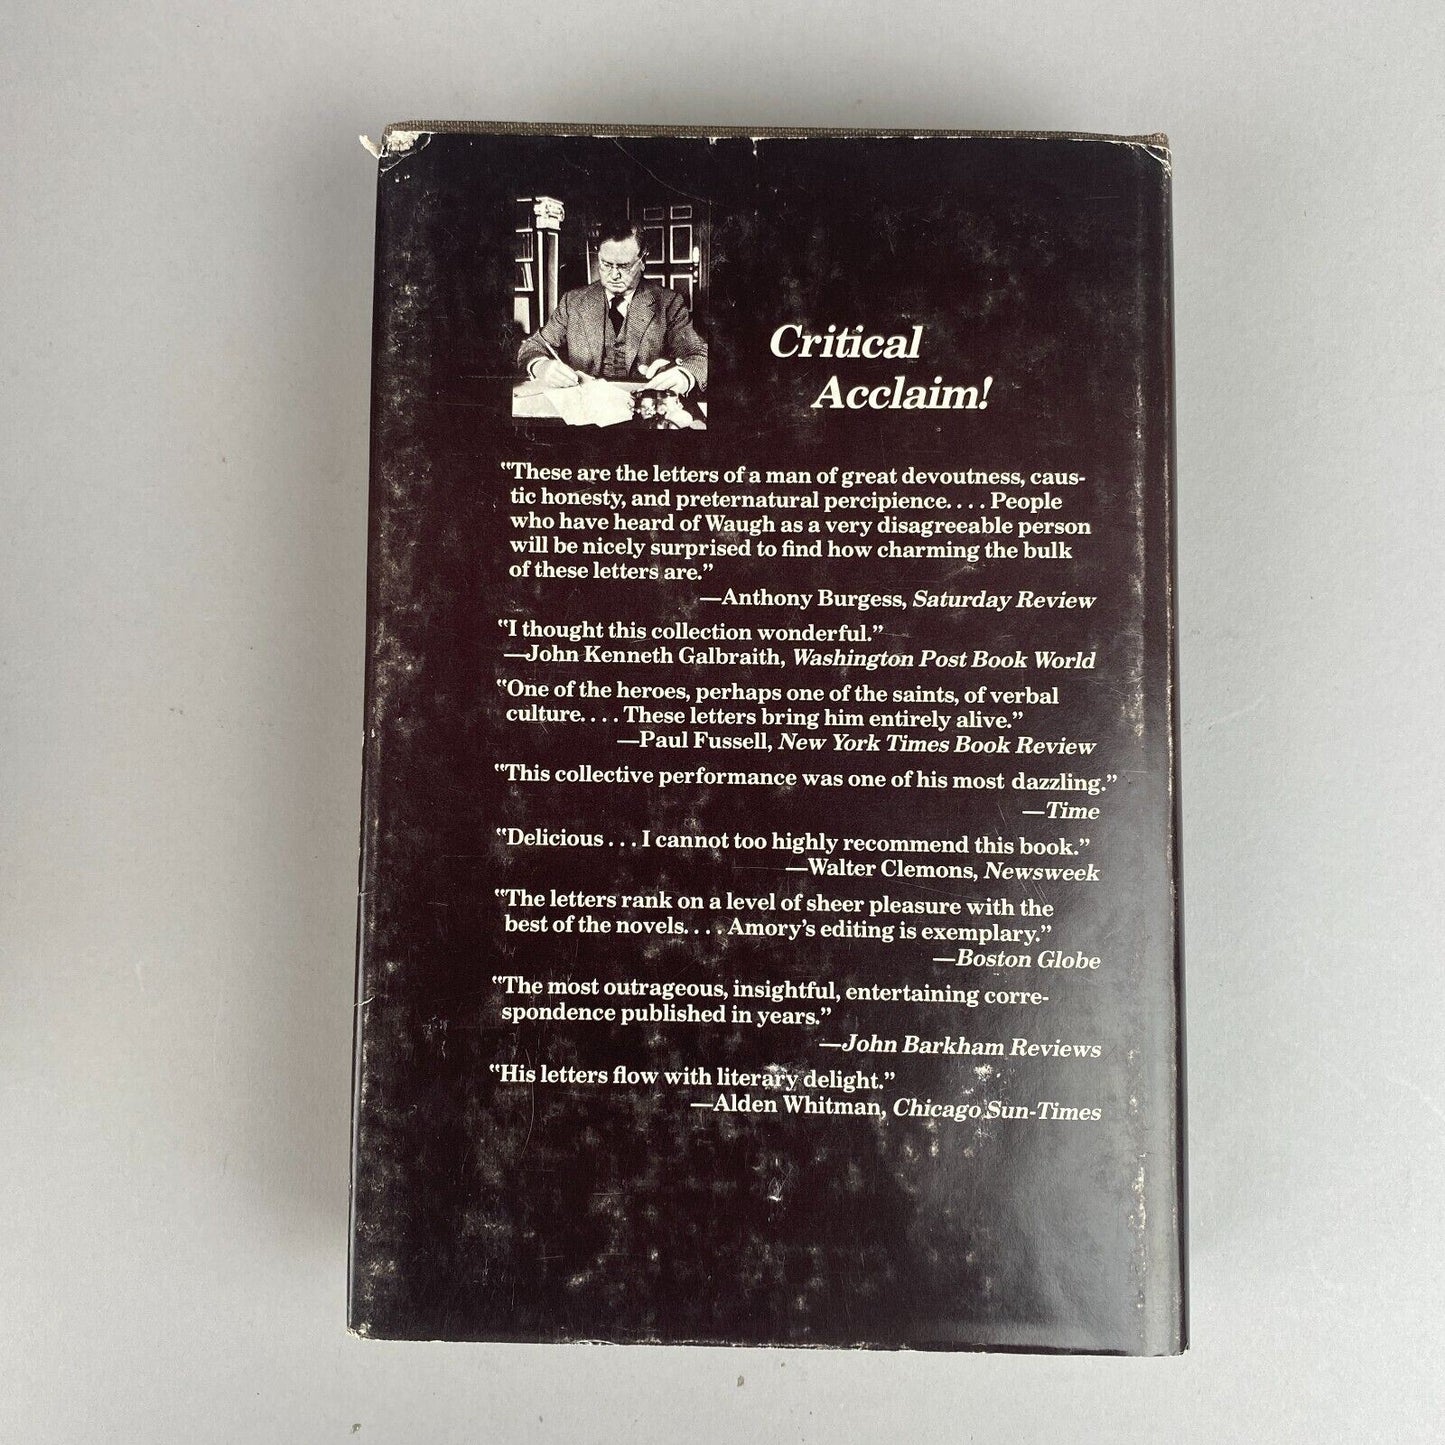 Critical
Acclaim!
"These are the letters of a man of great devoutness, caus-
tic honesty, and preternatural percipience. . . . People
who have heard of Waugh as a very disagreeable person
will be nicely surprised to find how charming the bulk
of these letters are."
—Anthony Burgess, Saturday Review
"I thought this collection wonderful."
—John Kenneth Galbraith, Washington Post Book World
"One of the heroes, perhaps one of the saints, of verbal
culture. . . . These letters bring him entirely alive."
—Paul Fussell, New York Times Book Review
"This collective performance was one of his most dazzling."
—Time
"Delicious . . . I cannot too highly recommend this book."
—Walter Clemons, Newsweek
"The letters rank on a level of sheer pleasure with the
best of the novels. . . . Amory's editing is exemplary."
—Boston Globe
"The most outrageous, insightful, entertaining corre-
spondence published in years."
—John Barkham Reviews
"His letters flow with literary delight."
—Alden Whitman, Chicago Sun-Times